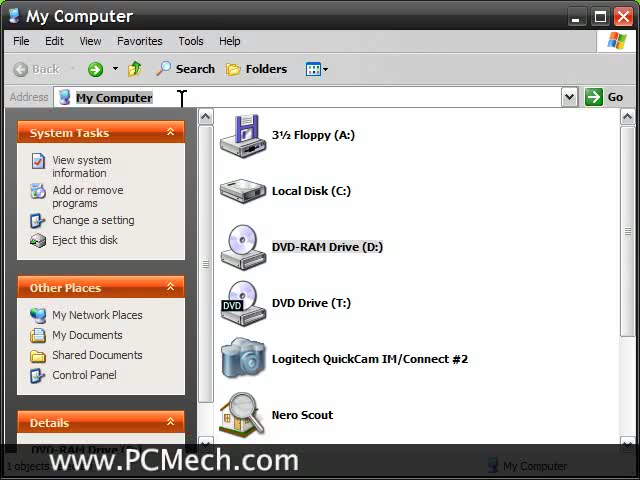 My Computer
File Edit View Favorites Tools Help
Back Search Folders
Address My Computer Go
System Tasks
View system
information
Add or remove
programs
Change a setting
Eject this disk
Other Places
My Network Places
My Documents
Shared Documents
Control Panel
Details
3½ Floppy (A:)
Local Disk (C:)
DVD-RAM Drive (D:)
DVD Drive (T:)
DVD
Logitech QuickCam IM/Connect #2
Nero Scout
www.PCMech.com
My Computer